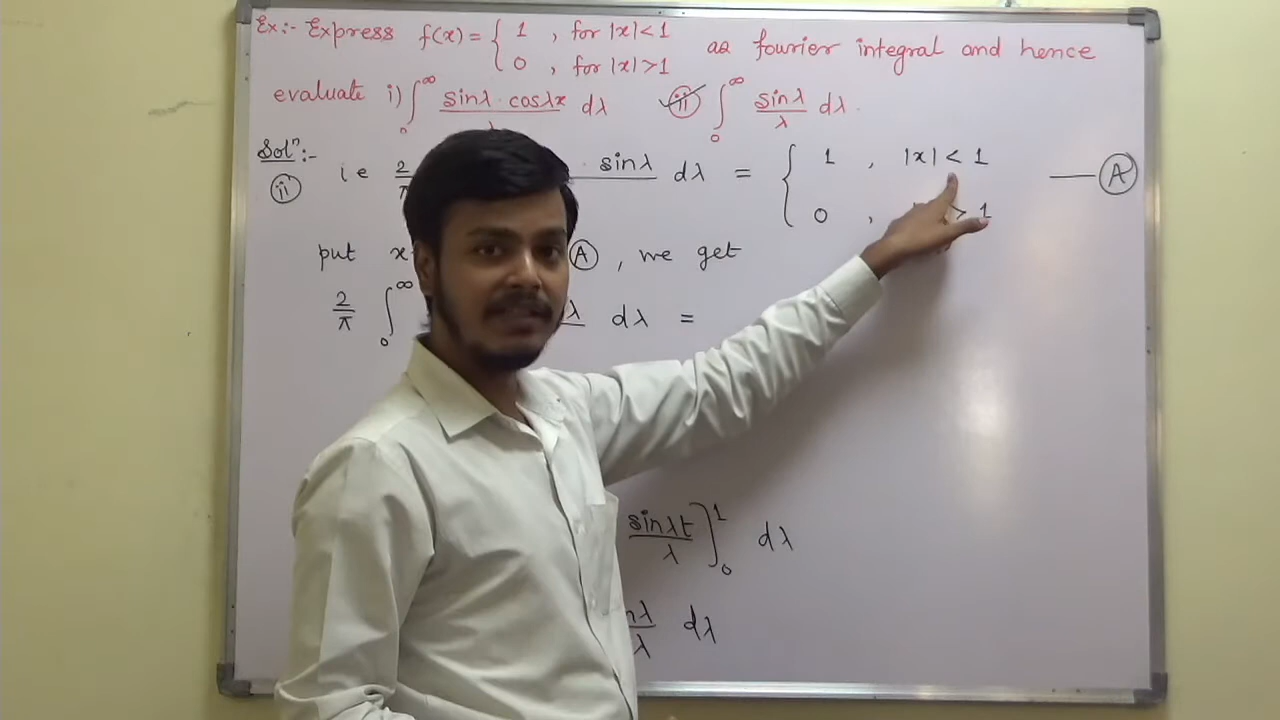 Ex:- Express f(x) = { 1 , for |x| < 1
0 , for |x| > 1
as fourier integral and hence
evaluate i) ∫₀^∞ sinλ · cosλx dλ (ii) ∫₀^∞ sinλ/λ dλ.
Solⁿ:-
(ii) i e 2/π · sinλ dλ = { 1 , |x| < 1 — (A)
0 , > 1
put x (A) , we get
2/π ∫₀^∞ λ dλ =
sinλt/λ ]₀¹ dλ
λ/λ dλ